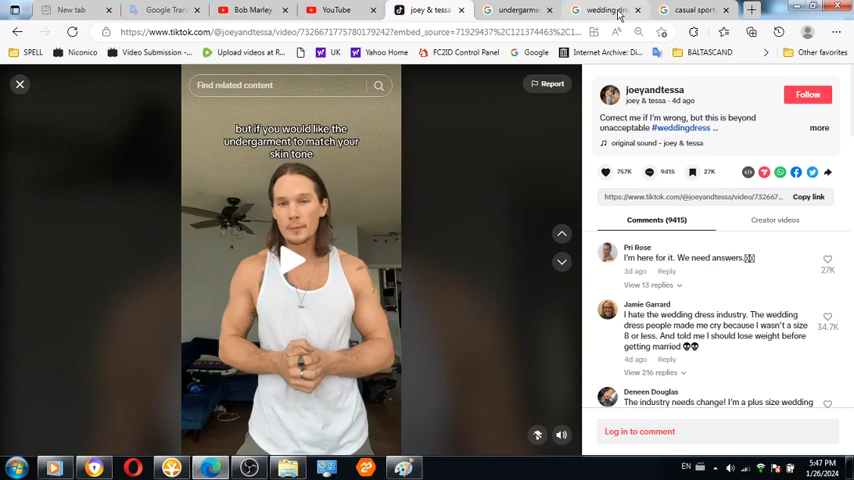 New tab
Google Tran
Bob Marley -
YouTube
joey & tessa
undergarme
wedding dre
casual sport
https://www.tiktok.com/@joeyandtessa/video/7326671775780179242?embed_source=71929437%2C121374463%2C1...
SPELL
Niconico
Video Submission -...
Upload videos at R...
UK
Yahoo Home
FC2ID Control Panel
Google
Internet Archive: Di...
BALTASCAND
Other favorites
Find related content
Report
but if you would like the
undergarment to match your
skin tone
joeyandtessa
joey & tessa · 4d ago
Follow
Correct me if I'm wrong, but this is beyond
unacceptable #weddingdress ...
more
original sound - joey & tessa
757K
9415
27K
https://www.tiktok.com/@joeyandtessa/video/732667...
Copy link
Comments (9415)
Creator videos
Pri Rose
I'm here for it. We need answers.
3d ago
Reply
27K
View 13 replies
Jamie Garrard
I hate the wedding industry. The wedding
dress people made me cry because I wasn't a size
8 or less. And told me I should lose weight before
getting married
34.7K
4d ago
Reply
View 216 replies
Deneen Douglas
The industry needs change! I'm a plus size wedding
Log in to comment
EN
5:47 PM
1/26/2024